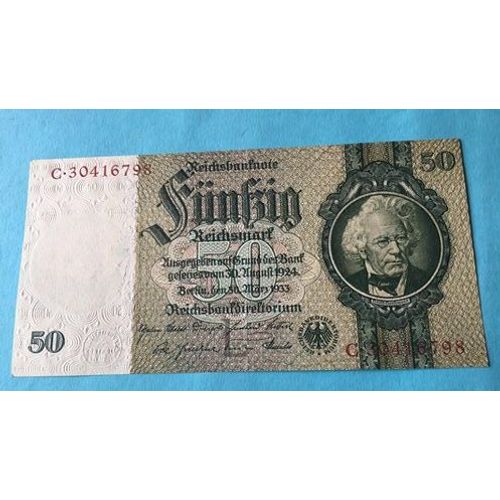 C·30416798
50
Reichsbanknote
Fünfzig
Reichsmark
50
Ausgegeben auf Grund des Bank
gesetzes vom 30. August 1924
Berlin, den 30. März 1933
Reichsbankdirektorium
50
C·30416798